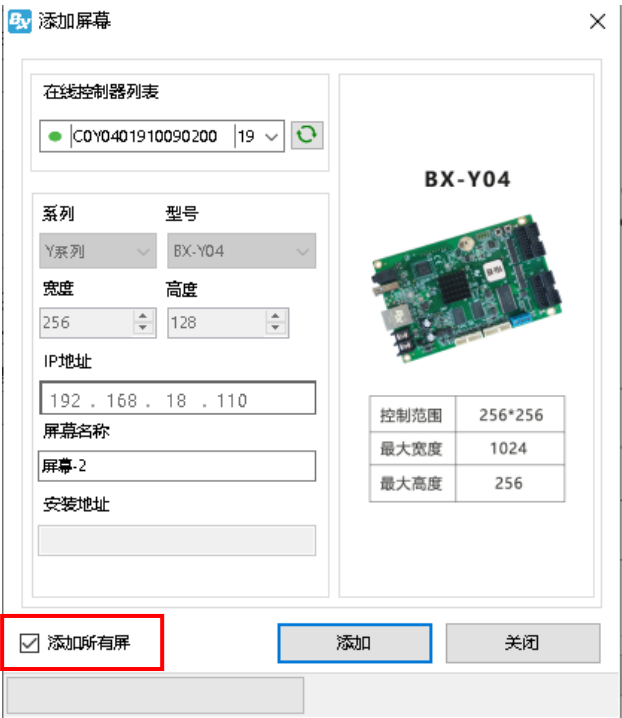 BX 添加屏幕
在线控制器列表
C0Y0401910090200 19
系列 型号
Y系列 BX-Y04
宽度 高度
256 128
IP地址
192 . 168 . 18 . 110
屏幕名称
屏幕-2
安装地址
BX-Y04
控制范围 256*256
最大宽度 1024
最大高度 256
添加所有屏 添加 关闭